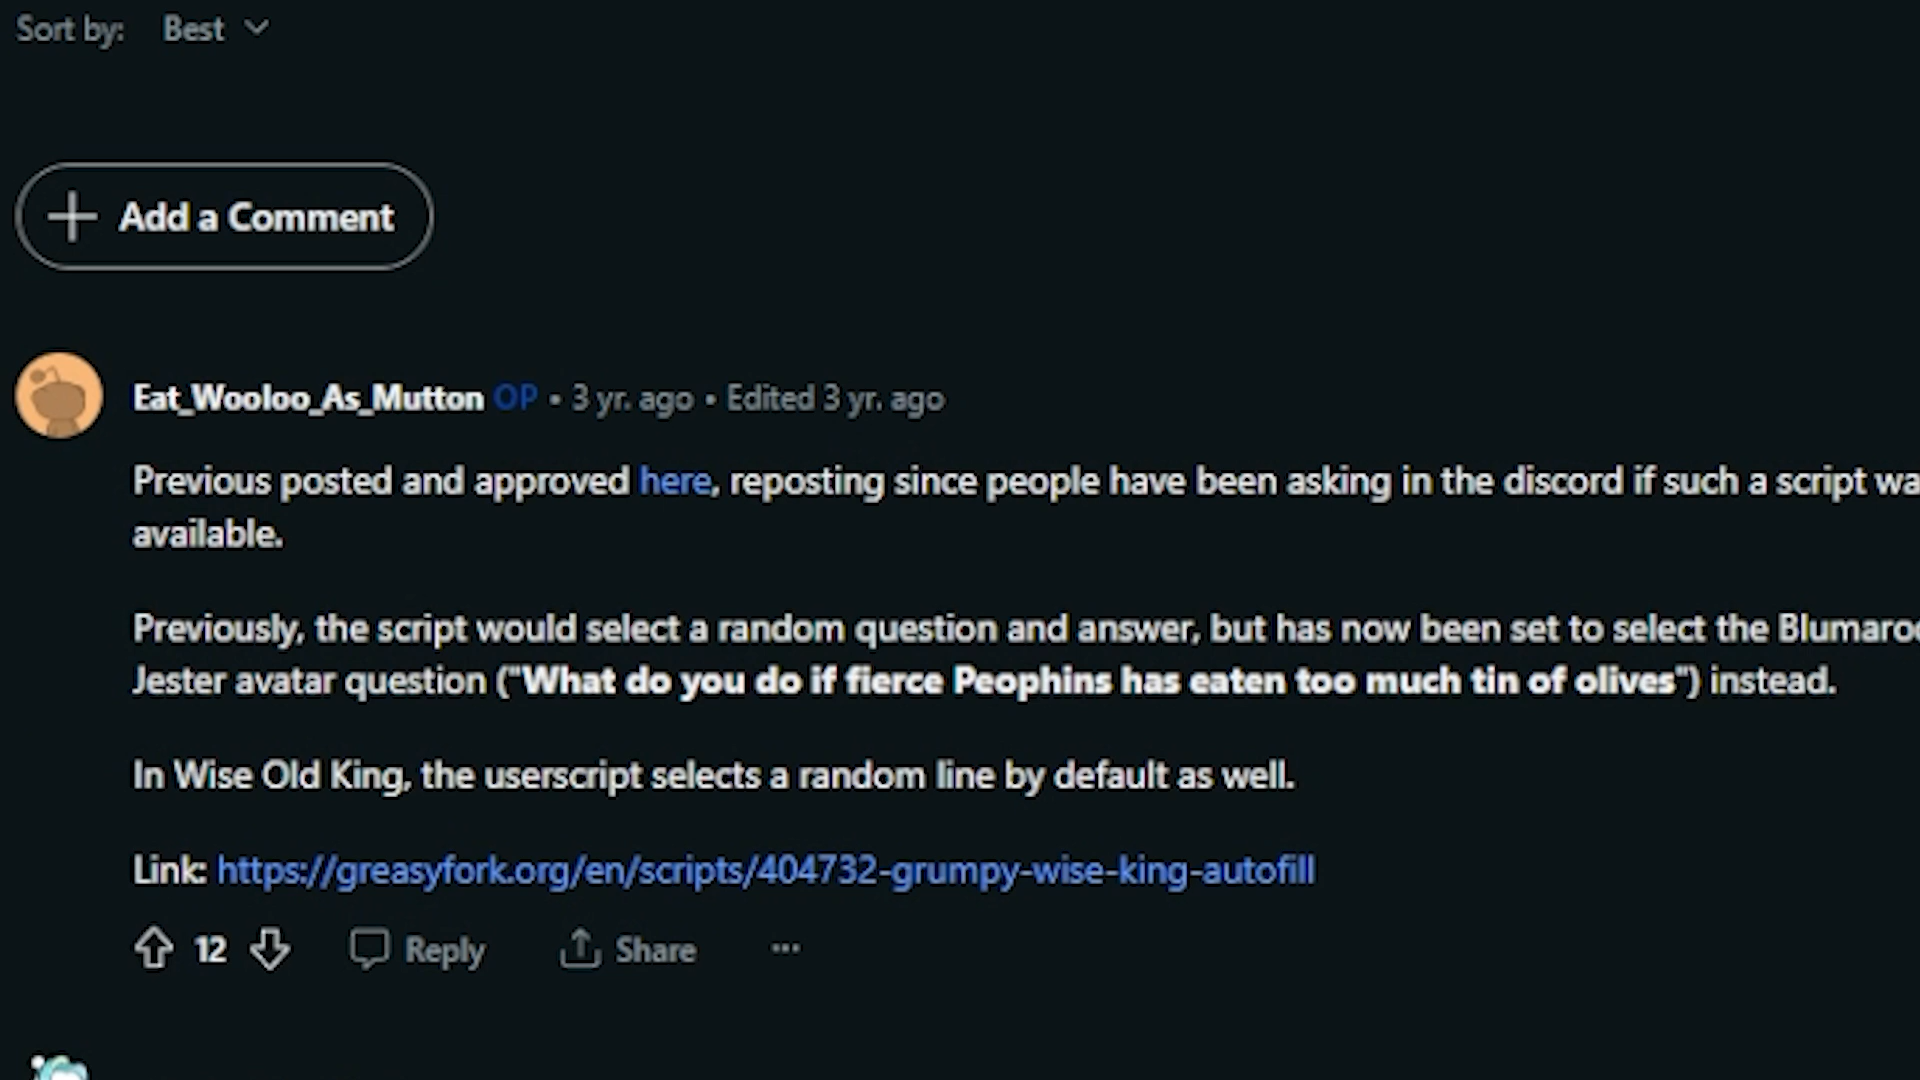 Sort by: Best
Add a Comment
Eat_Wooloo_As_Mutton OP • 3 yr. ago • Edited 3 yr. ago
Previous posted and approved here, reposting since people have been asking in the discord if such a script
available.
Previously, the script would select a random question and answer, but has now been set to select the
Jester avatar question ("What do you do if fierce Peophins has eaten too much tin of olives") instead.
In Wise Old King, the userscript selects a random line by default as well.
Link: https://greasyfork.org/en/scripts/404732-grumpy-wise-king-autofill
12 Reply Share ...